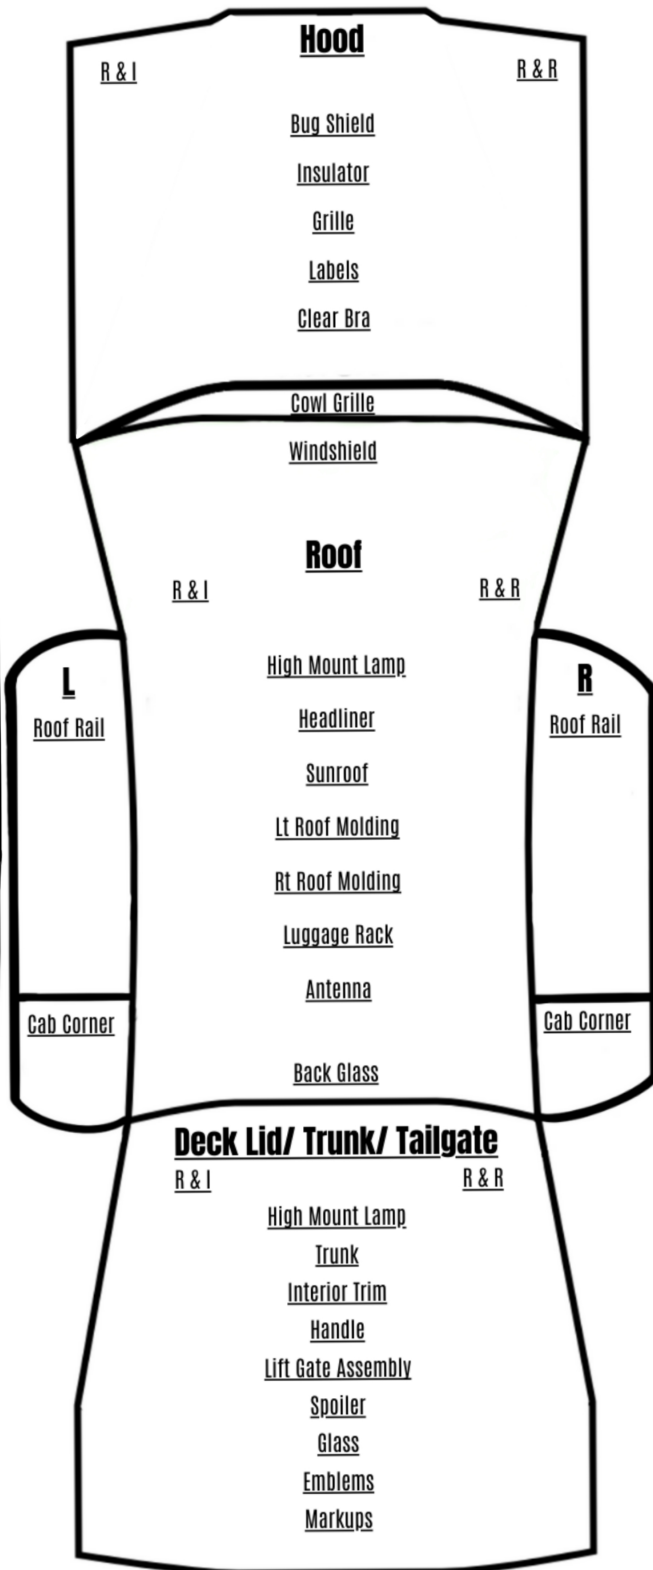 Hood
R & I
R & R
Bug Shield
Insulator
Grille
Labels
Clear Bra
Cowl Grille
Windshield
Roof
R & I
R & R
High Mount Lamp
L
R
Roof Rail
Headliner
Roof Rail
Sunroof
Lt Roof Molding
Rt Roof Molding
Luggage Rack
Antenna
Cab Corner
Cab Corner
Back Glass
Deck Lid/ Trunk/ Tailgate
R & I
R & R
High Mount Lamp
Trunk
Interior Trim
Handle
Lift Gate Assembly
Spoiler
Glass
Emblems
Markups